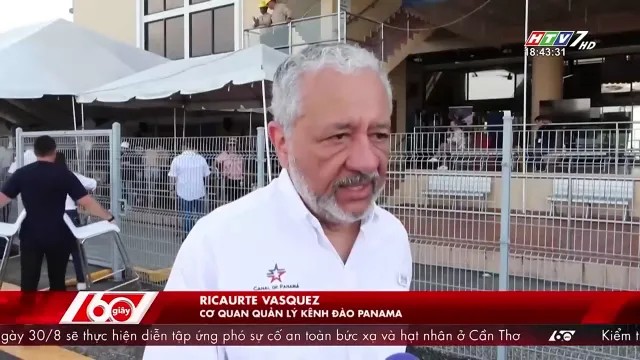 HTV7 HD
18:43:31
CANAL DE PANAMÁ
60 giây
RICAURTE VASQUEZ
CƠ QUAN QUẢN LÝ KÊNH ĐÀO PANAMA
gày 30/8 sẽ thực hiện diễn tập ứng phó sự cố an toàn bức xạ và hạt nhân ở Cần Thơ
60
Kiểm t